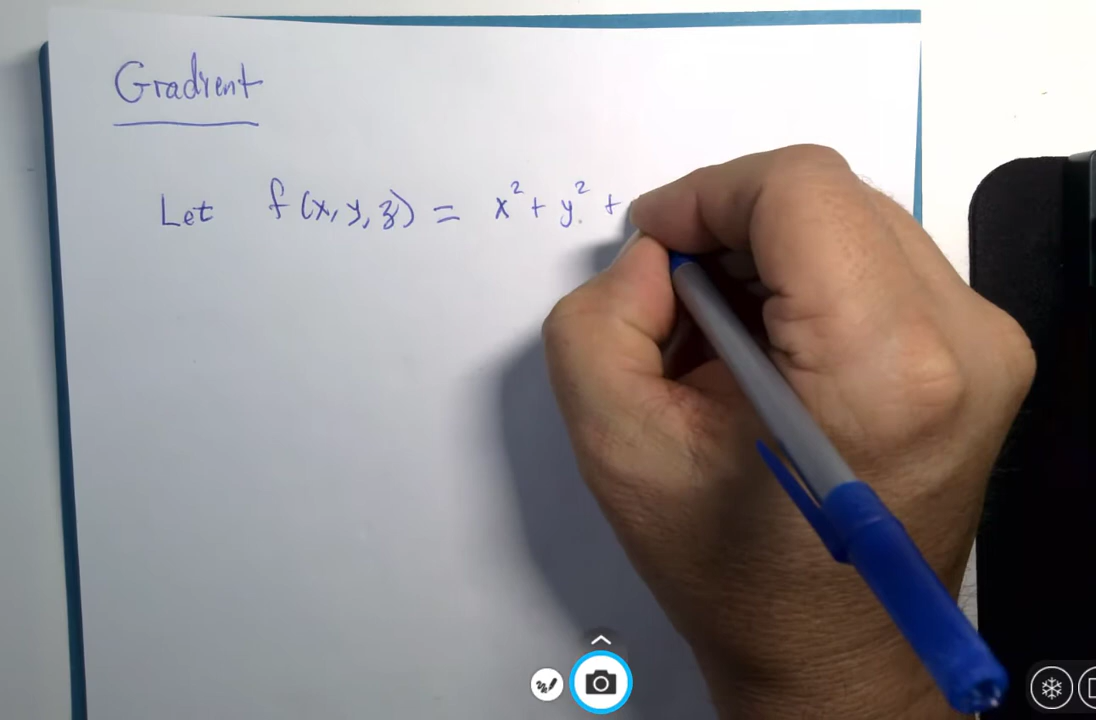 Gradient
Let f(x, y, z) = x² + y² +